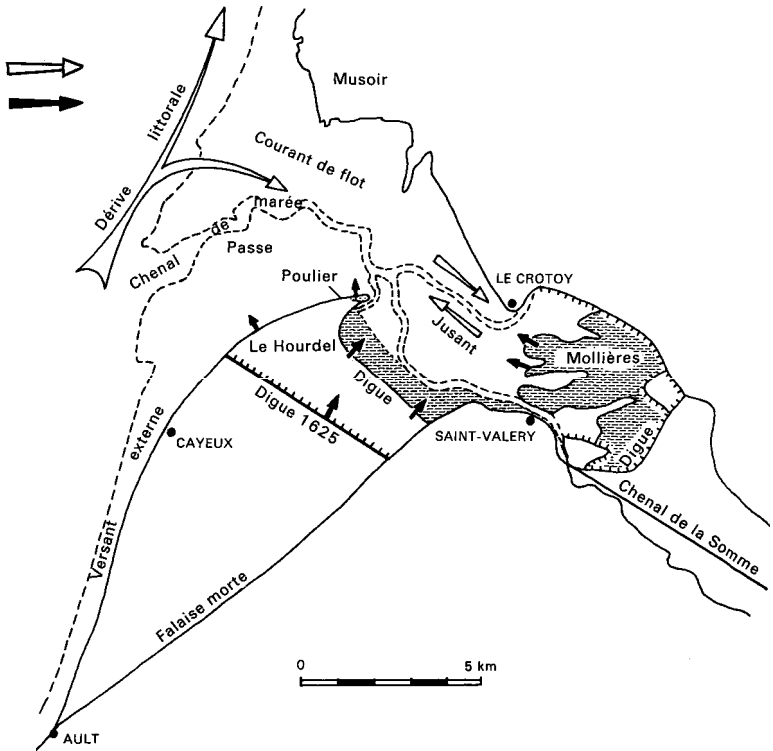 Musoir
Dérive littorale
Courant de flot
Chenal de marée
Passe
Poulier
LE CROTOY
Jusant
Le Hourdel
Mollières
Digue
Digue 1625
CAYEUX
SAINT-VALERY
Digue
Versant externe
Chenal de la Somme
Falaise morte
0 5 km
AULT